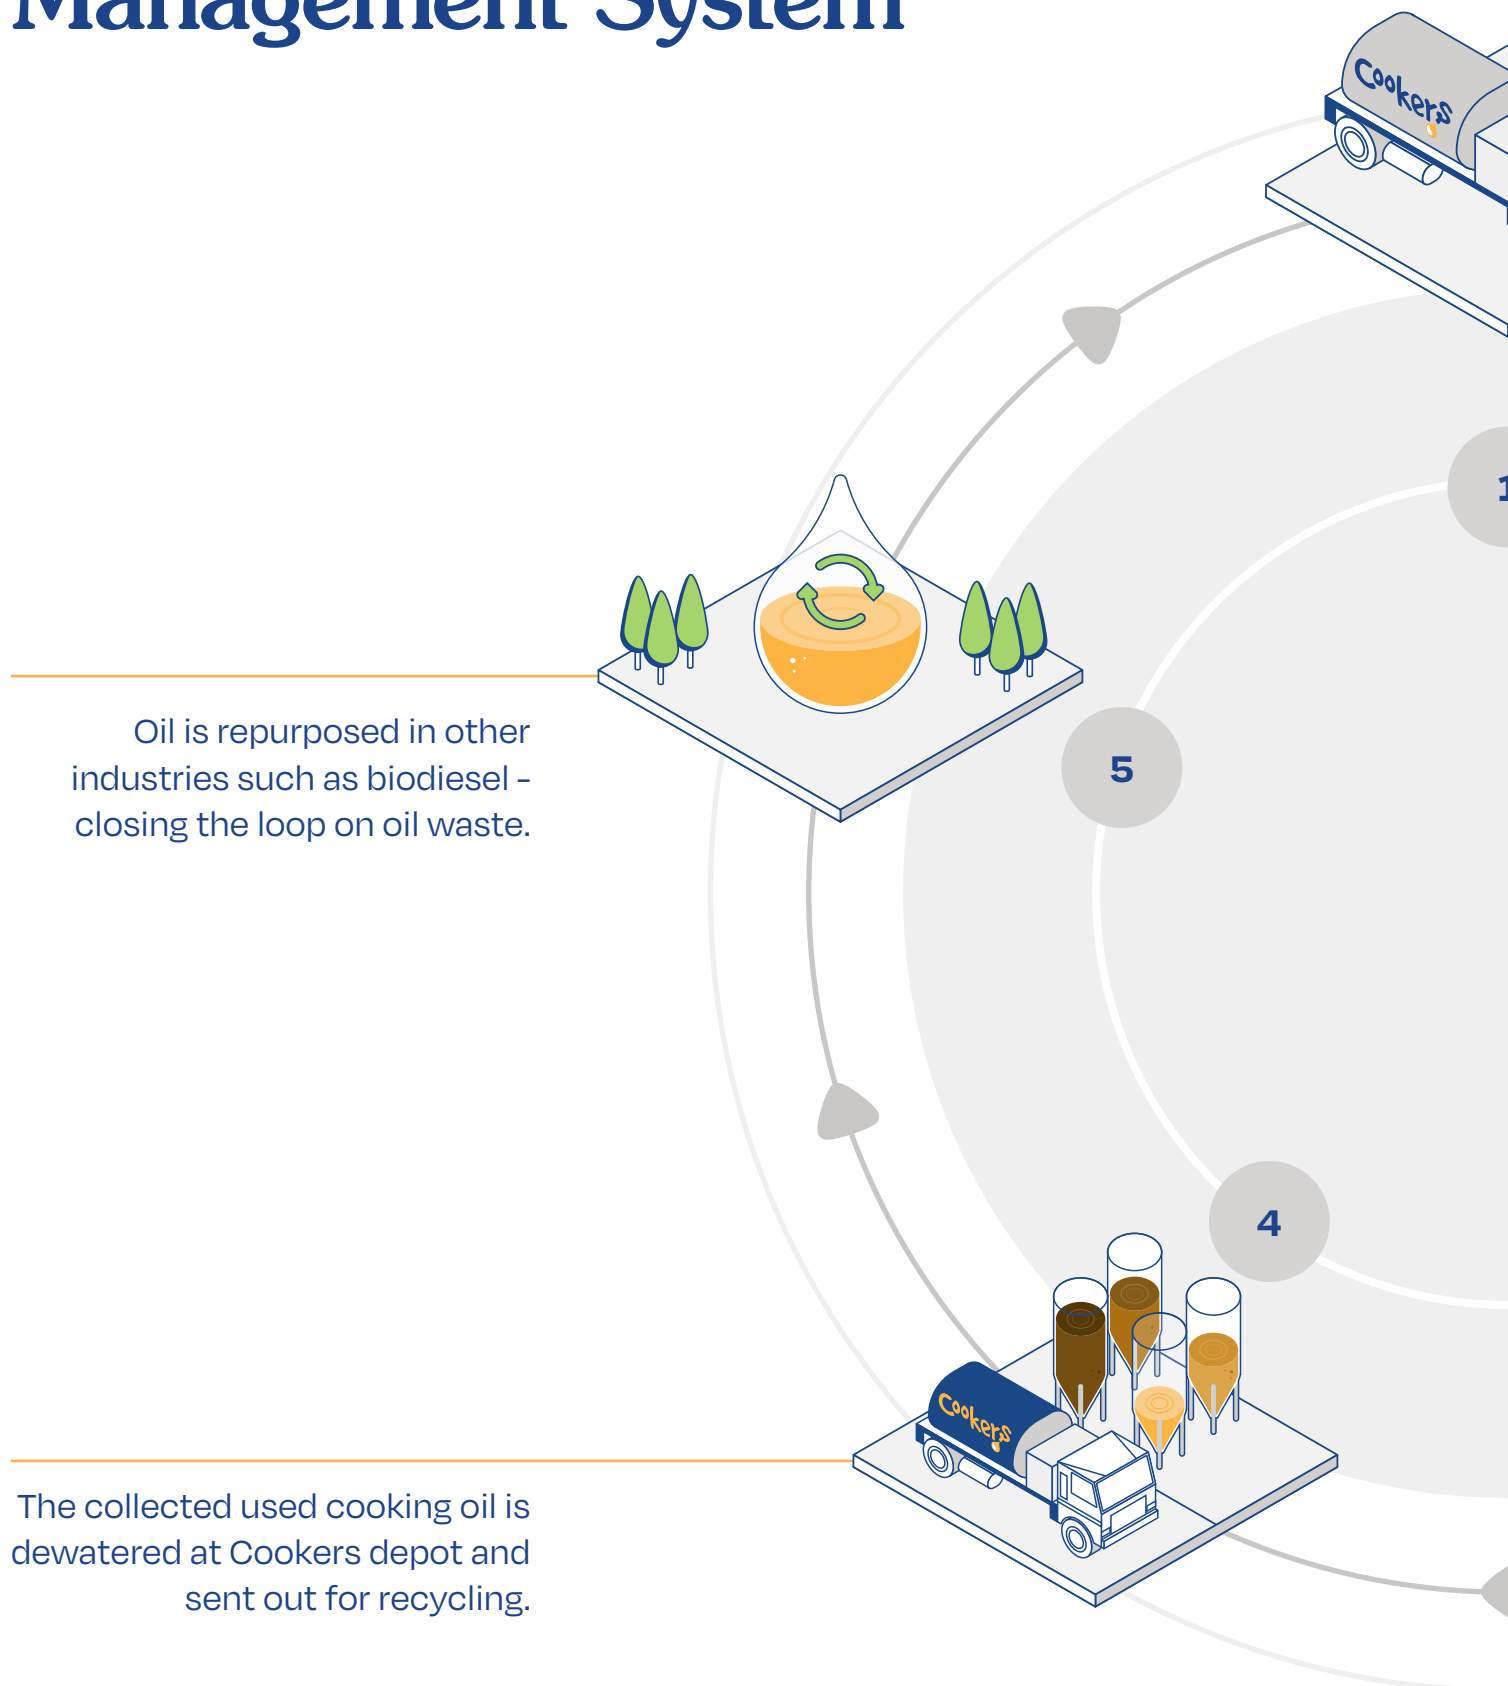 Management System
Cookers
1
5
Oil is repurposed in other
industries such as biodiesel -
closing the loop on oil waste.
4
Cookers
The collected used cooking oil is
dewatered at Cookers depot and
sent out for recycling.